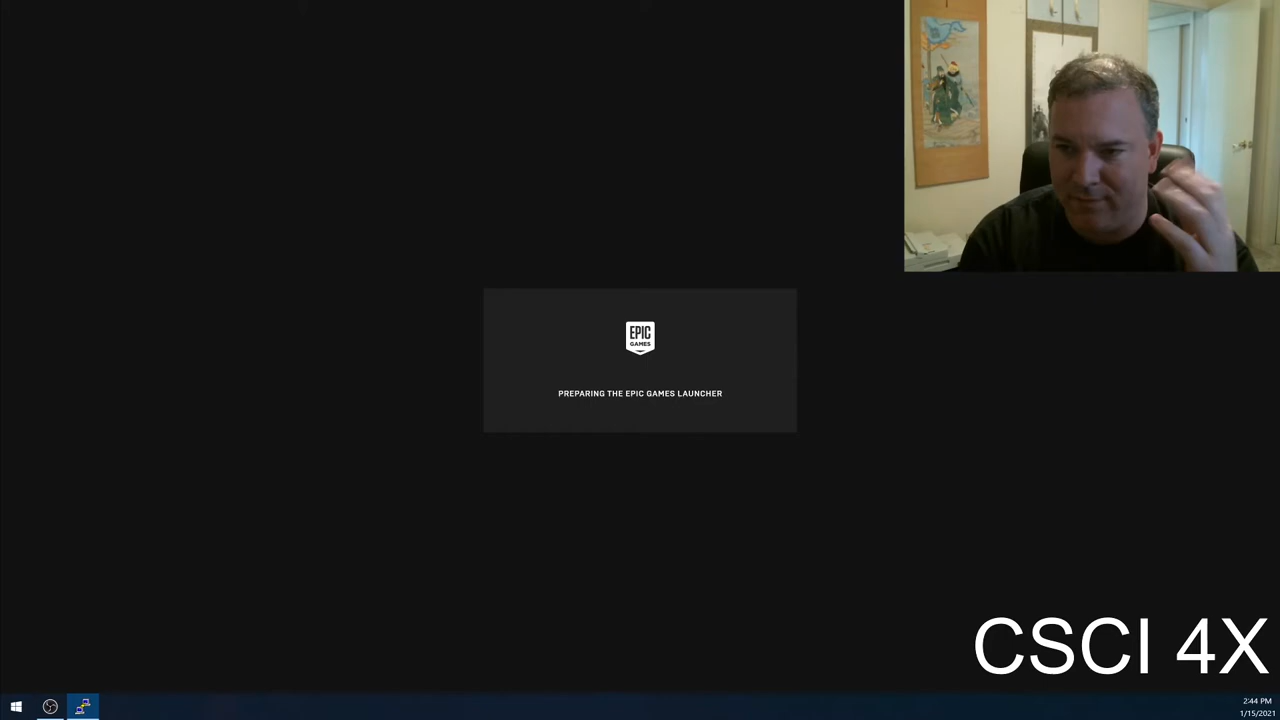 EPIC
GAMES
PREPARING THE EPIC GAMES LAUNCHER
CSCI 4X
2:44 PM
1/15/2021